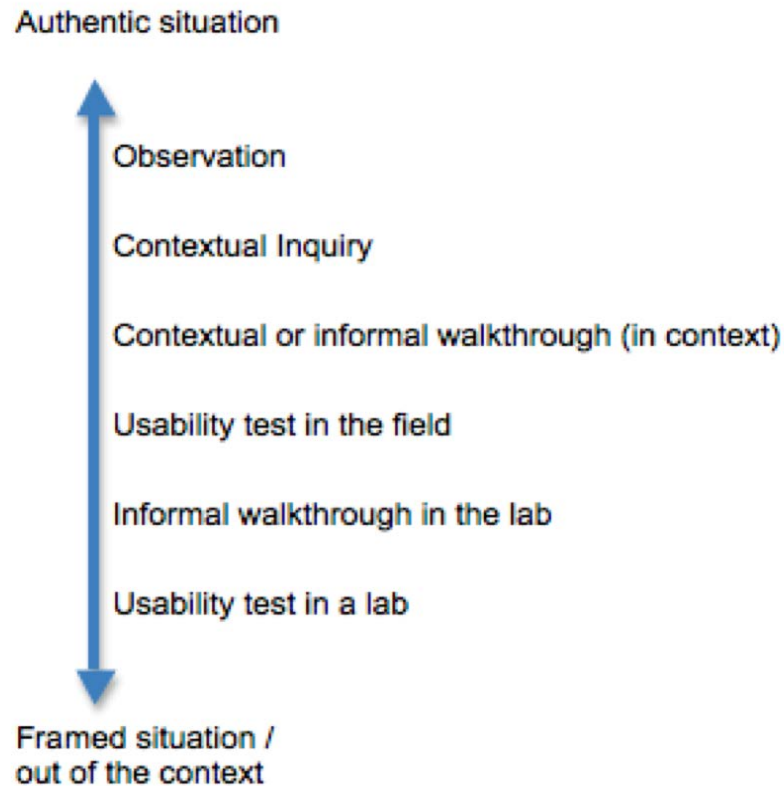 Authentic situation
Observation
Contextual Inquiry
Contextual or informal walkthrough (in context)
Usability test in the field
Informal walkthrough in the lab
Usability test in a lab
Framed situation /
out of the context